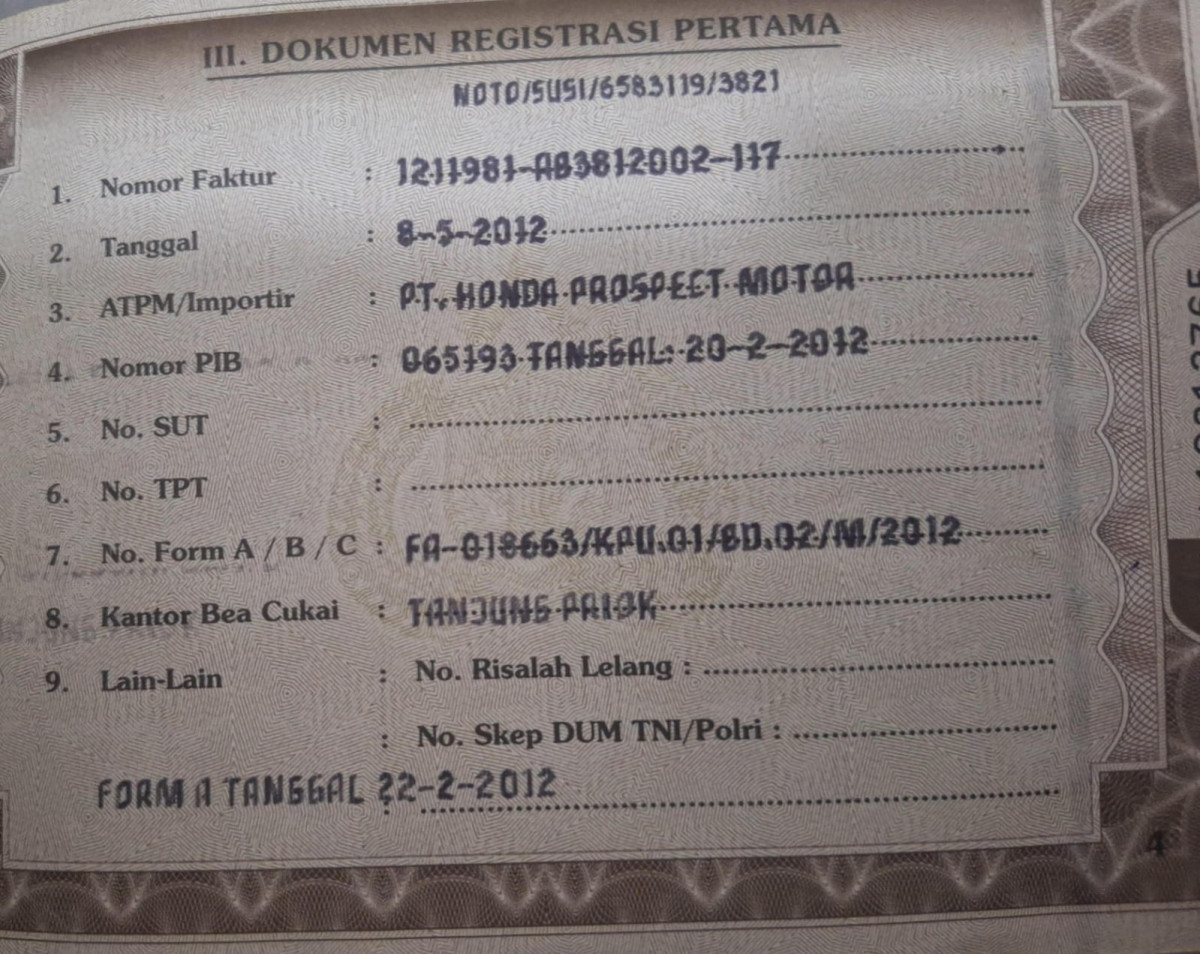 III. DOKUMEN REGISTRASI PERTAMA
NOTO/SUSI/6583119/3821
1. Nomor Faktur : 1211981-AB3812002-117
2. Tanggal : 8-5-2012
3. ATPM/Importir : PT. HONDA PROSPECT MOTOR
4. Nomor PIB : 065193 TANGGAL: 20-2-2012
5. No. SUT :
6. No. TPT :
7. No. Form A / B / C : FA-018663/KPU.01/BD.02/M/2012
8. Kantor Bea Cukai : TANJUNG PRIOK
9. Lain-Lain : No. Risalah Lelang :
: No. Skep DUM TNI/Polri :
FORM A TANGGAL 22-2-2012
4